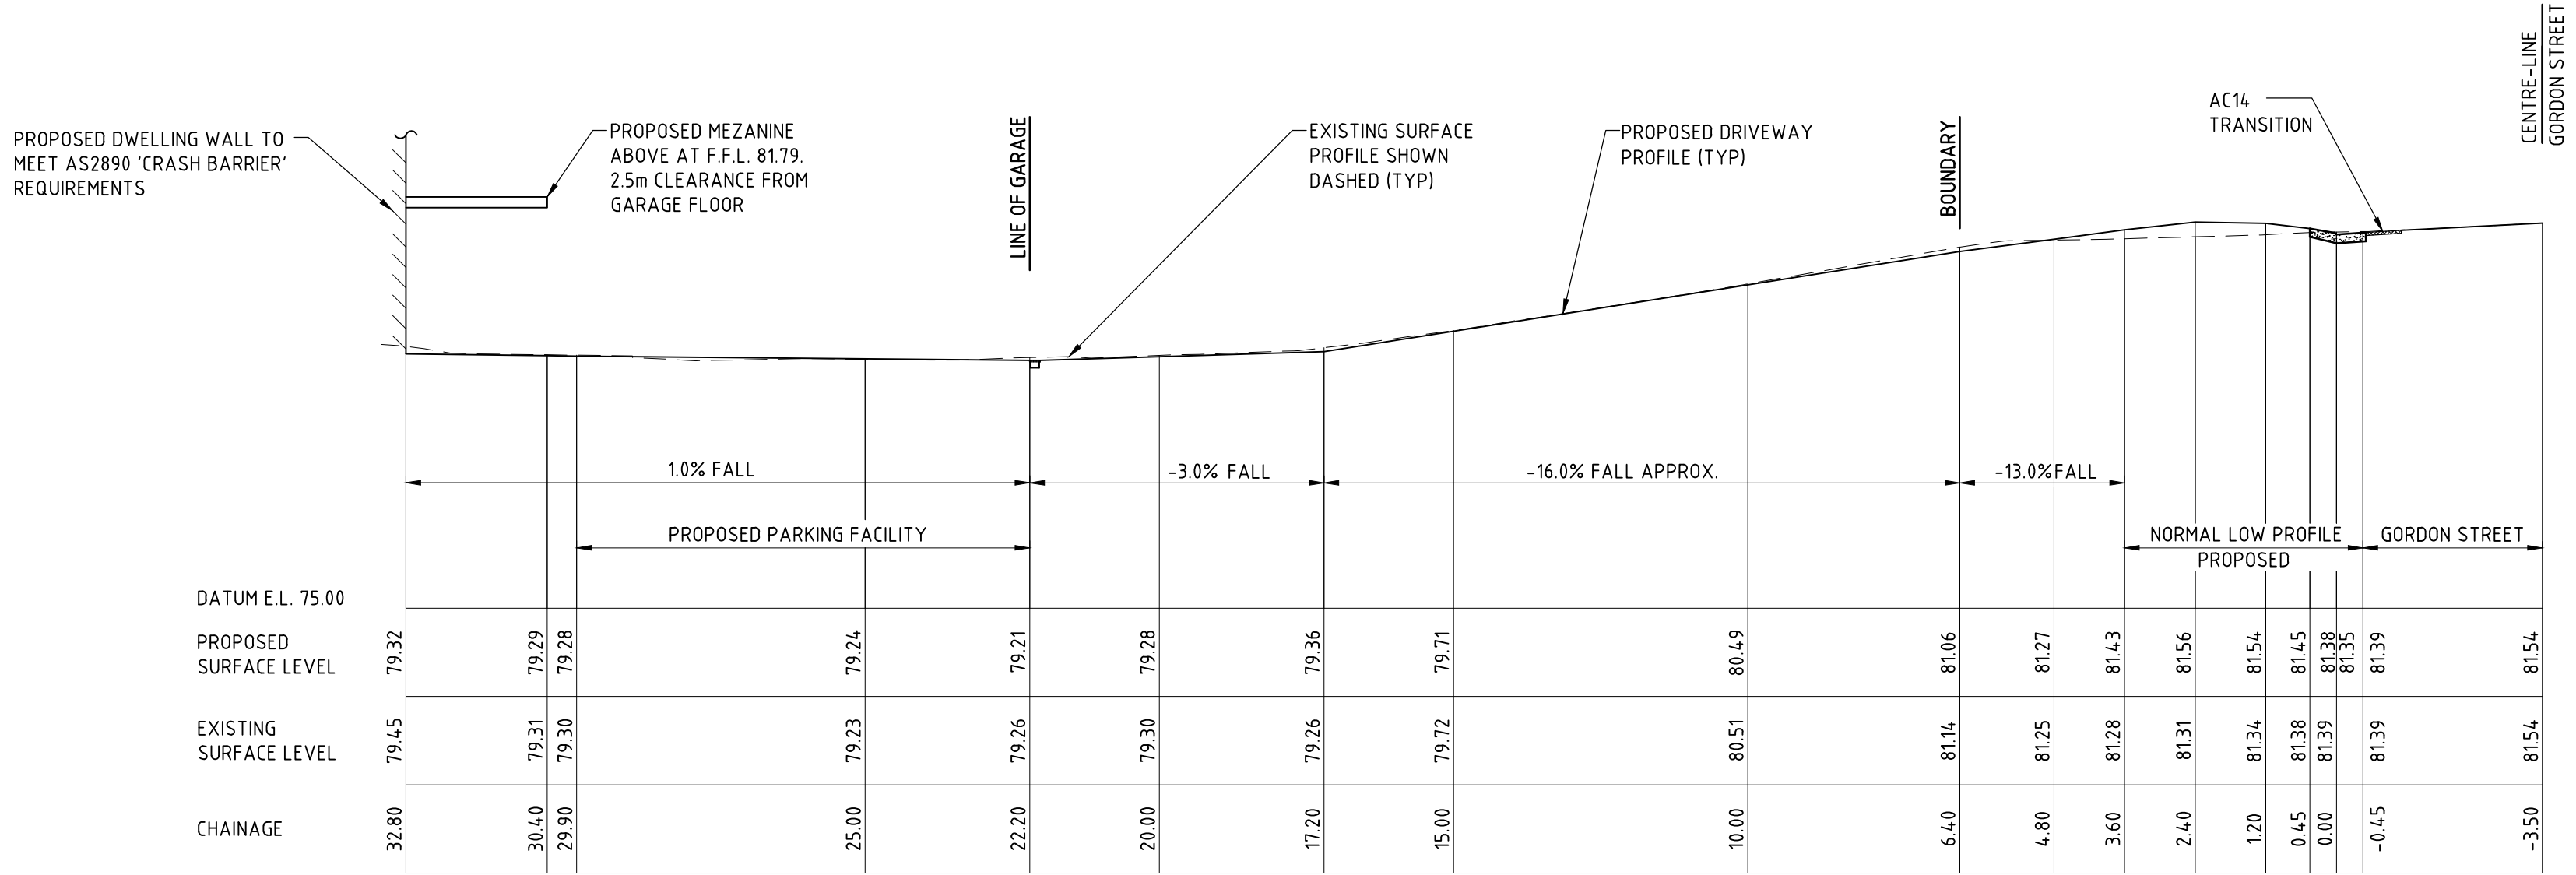 CENTRE-LINE
GORDON STREET
AC14
TRANSITION
PROPOSED DWELLING WALL TO
MEET AS2890 'CRASH BARRIER'
REQUIREMENTS
PROPOSED MEZANINE
ABOVE AT F.F.L. 81.79.
2.5m CLEARANCE FROM
GARAGE FLOOR
LINE OF GARAGE
EXISTING SURFACE
PROFILE SHOWN
DASHED (TYP)
PROPOSED DRIVEWAY
PROFILE (TYP)
BOUNDARY
1.0% FALL
-3.0% FALL
-16.0% FALL APPROX.
-13.0%FALL
PROPOSED PARKING FACILITY
NORMAL LOW PROFILE
PROPOSED
GORDON STREET
DATUM E.L. 75.00
PROPOSED
SURFACE LEVEL
79.32
79.29
79.28
79.24
79.21
79.28
79.36
79.71
80.49
81.06
81.27
81.43
81.56
81.54
81.45
81.38
81.35
81.39
81.54
EXISTING
SURFACE LEVEL
79.45
79.31
79.30
79.23
79.26
79.30
79.26
79.72
80.51
81.14
81.25
81.28
81.31
81.34
81.38
81.39
81.39
81.54
CHAINAGE
32.80
30.40
29.90
25.00
22.20
20.00
17.20
15.00
10.00
6.40
4.80
3.60
2.40
1.20
0.45
0.00
-0.45
-3.50